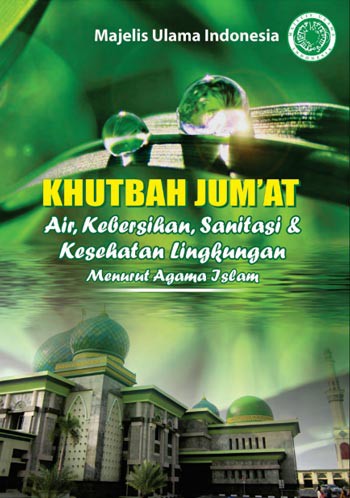 Majelis Ulama Indonesia
KHUTBAH JUM'AT
Air, Kebersihan, Sanitasi &
Kesehatan Lingkungan
Menurut Agama Islam